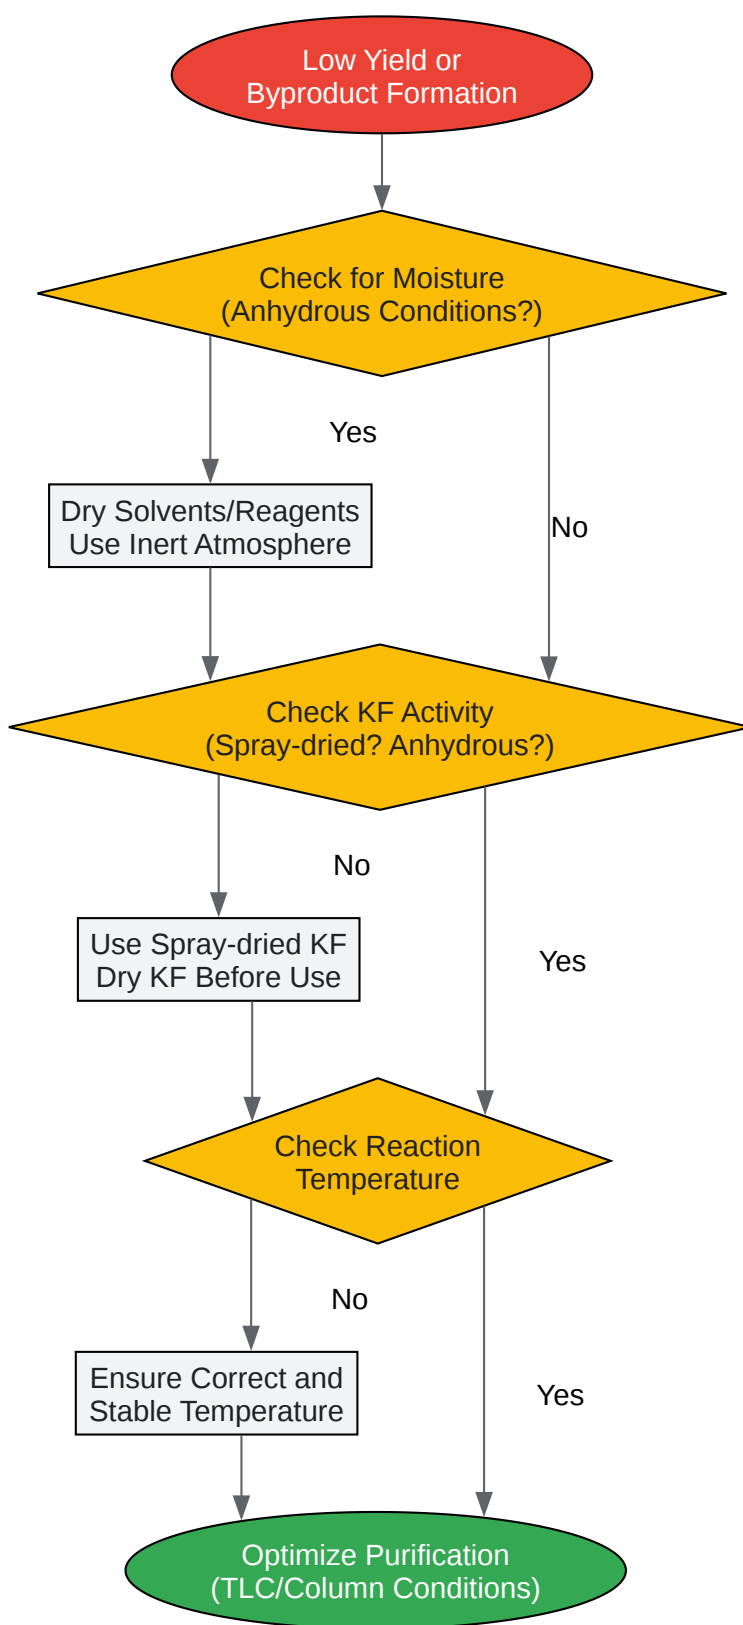 Low Yield or
Byproduct Formation
Check for Moisture
(Anhydrous Conditions?)
Yes
Dry Solvents/Reagents
Use Inert Atmosphere
No
Check KF Activity
(Spray-dried? Anhydrous?)
No
Use Spray-dried KF
Dry KF Before Use
Yes
Check Reaction
Temperature
No
Ensure Correct and
Stable Temperature
Yes
Optimize Purification
(TLC/Column Conditions)